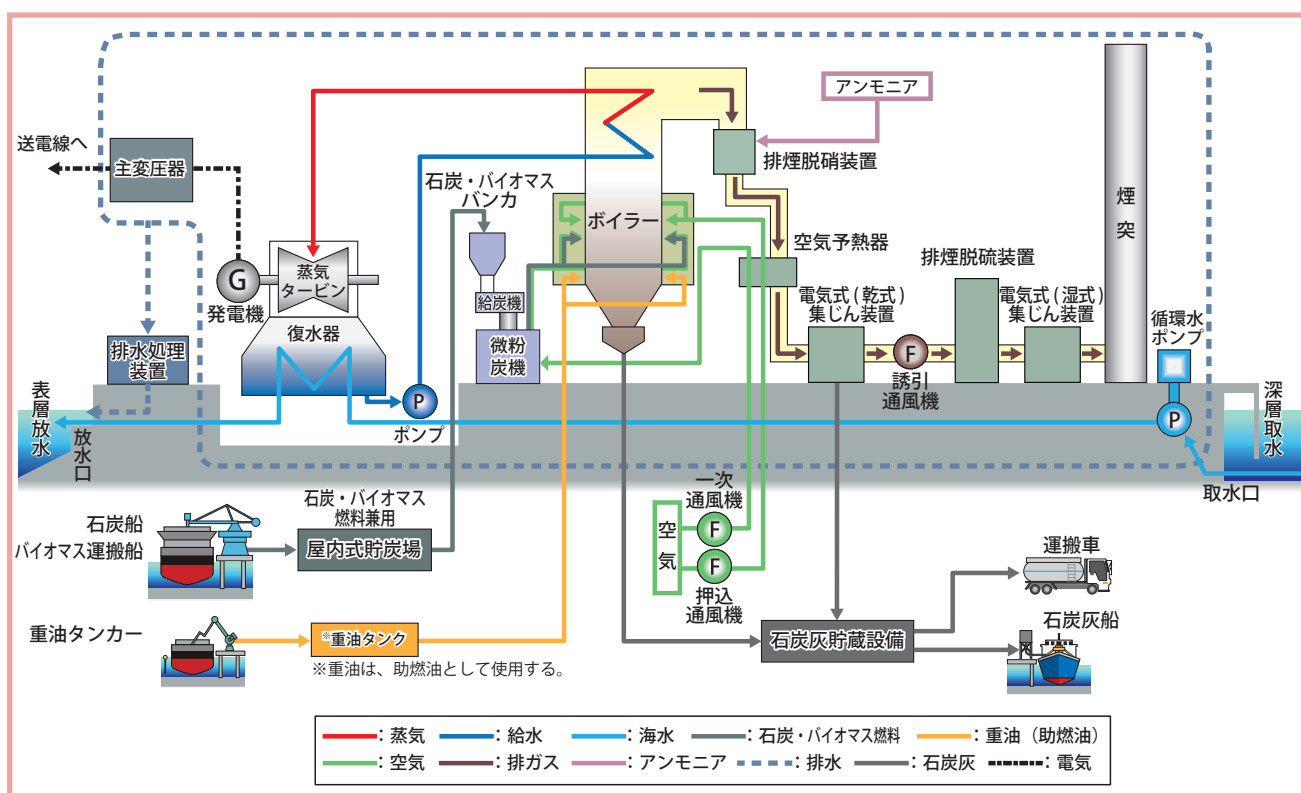 アンモニア
送電線へ
主変圧器
排煙脱硝装置
石炭・バイオマス
バンカ
ボイラー
煙突
空気予熱器
蒸気
タービン
G
発電機
排煙脱硫装置
給炭機
電気式(乾式)
集じん装置
電気式(湿式)
集じん装置
循環水
ポンプ
復水器
微粉
炭機
排水処理
装置
F
誘引
通風機
P
ポンプ
P
表層放水
放水口
深層取水
取水口
石炭船
バイオマス運搬船
石炭・バイオマス
燃料兼用
屋内式貯炭場
一次
通風機
空気
F
F
押込
通風機
運搬車
重油タンカー
※重油タンク
※重油は、助燃油として使用する。
石炭灰貯蔵設備
石炭灰船
:蒸気 :給水 :海水 :石炭・バイオマス燃料 :重油(助燃油)
:空気 :排ガス :アンモニア :排水 :石炭灰 :電気